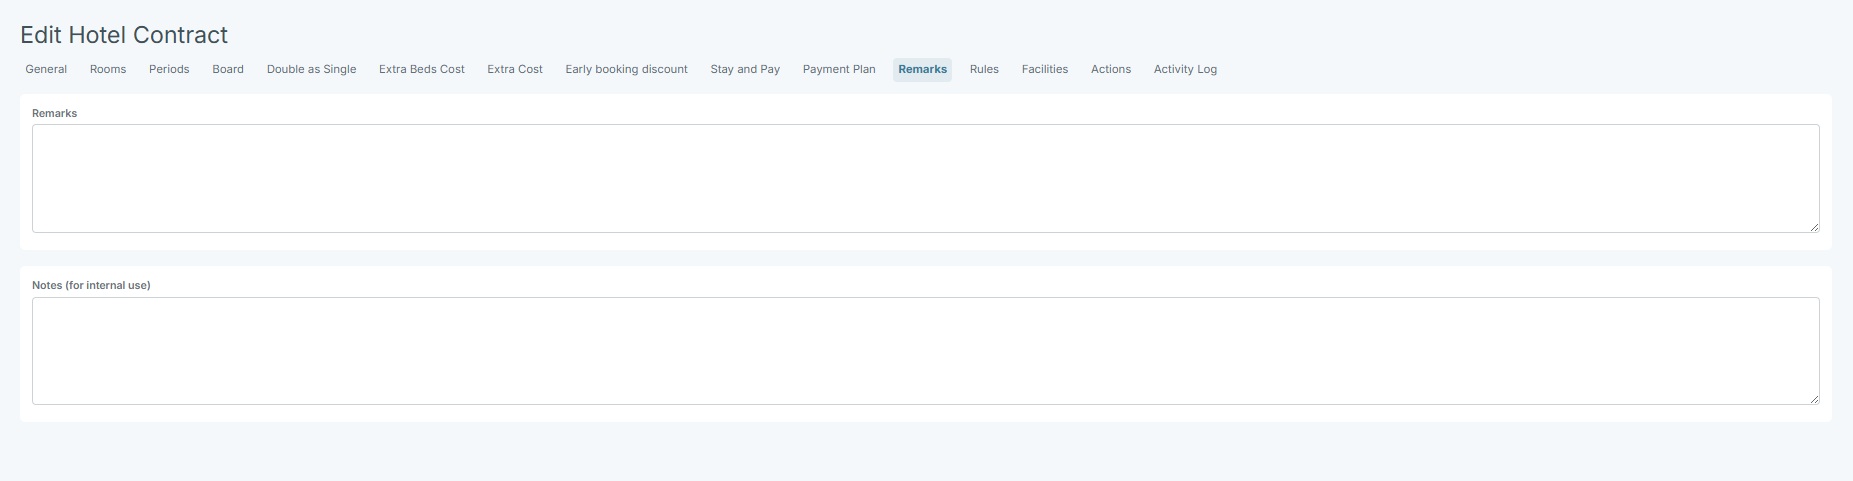 Edit Hotel Contract
General Rooms Periods Board Double as Single Extra Beds Cost Extra Cost Early booking discount Stay and Pay Payment Plan Remarks Rules Facilities Actions Activity Log
Remarks
Notes (for internal use)